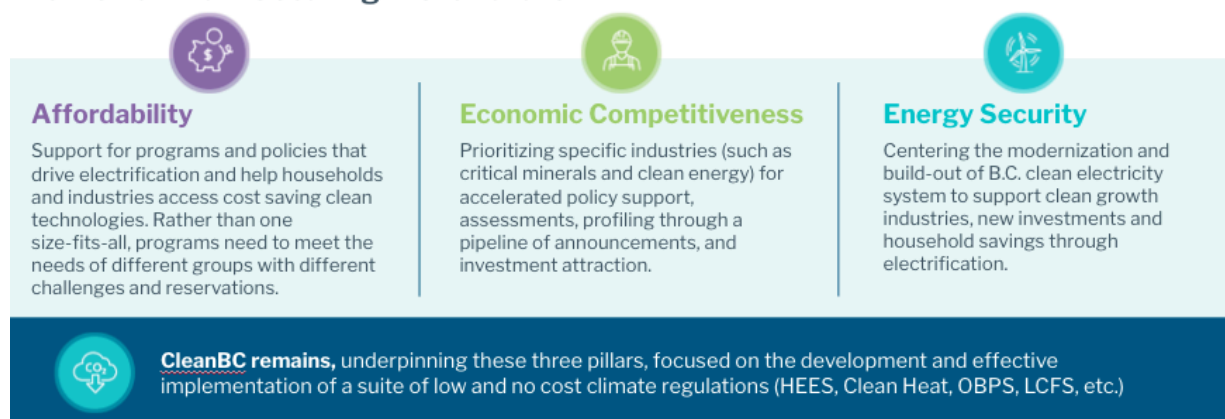 Affordability
Support for programs and policies that
drive electrification and help households
and industries access cost saving clean
technologies. Rather than one
size-fits-all, programs need to meet the
needs of different groups with different
challenges and reservations.
Economic Competitiveness
Prioritizing specific industries (such as
critical minerals and clean energy) for
accelerated policy support,
assessments, profiling through a
pipeline of announcements, and
investment attraction.
Energy Security
Centering the modernization and
build-out of B.C. clean electricity
system to support clean growth
industries, new investments and
household savings through
electrification.
CleanBC remains, underpinning these three pillars, focused on the development and effective
implementation of a suite of low and no cost climate regulations (HEES, Clean Heat, OBPS, LCFS, etc.)
$
CO₂